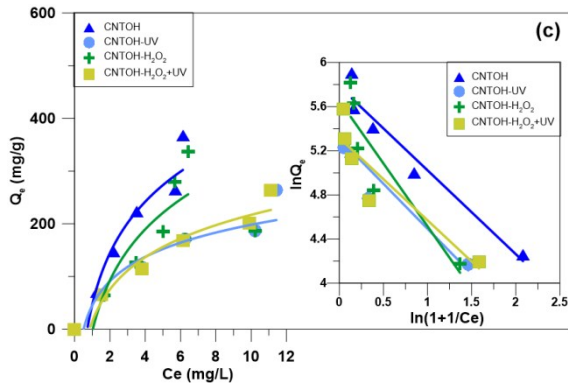 (c)
CNTOH
CNTOH-UV
CNTOH-H₂O₂
CNTOH-H₂O₂+UV
Qe (mg/g)
600
400
200
0
0 2 4 6 8 10 12
Ce (mg/L)
CNTOH
CNTOH-UV
CNTOH-H₂O₂
CNTOH-H₂O₂+UV
lnQe
6
5.6
5.2
4.8
4.4
4
0 0.5 1 1.5 2 2.5
ln(1+1/Ce)